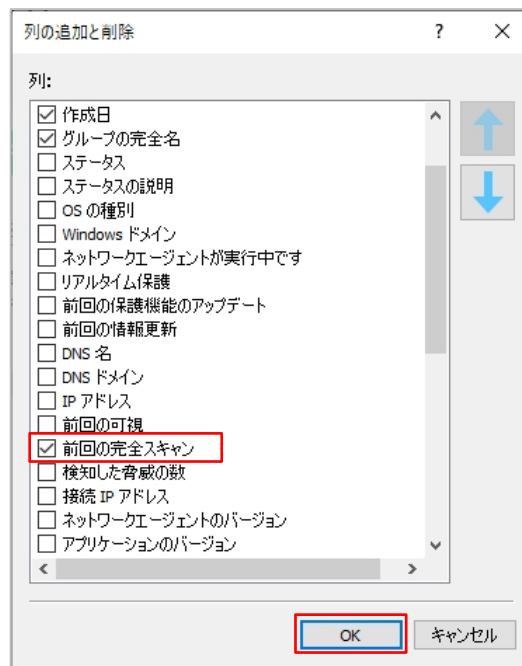 列の追加と削除
?
列:
作成日
グループの完全名
ステータス
ステータスの説明
OS の種別
Windows ドメイン
ネットワークエージェントが実行中です
リアルタイム保護
前回の保護機能のアップデート
前回の情報更新
DNS 名
DNS ドメイン
IP アドレス
前回の可視
前回の完全スキャン
検知した脅威の数
接続 IP アドレス
ネットワークエージェントのバージョン
アプリケーションのバージョン
OK キャンセル